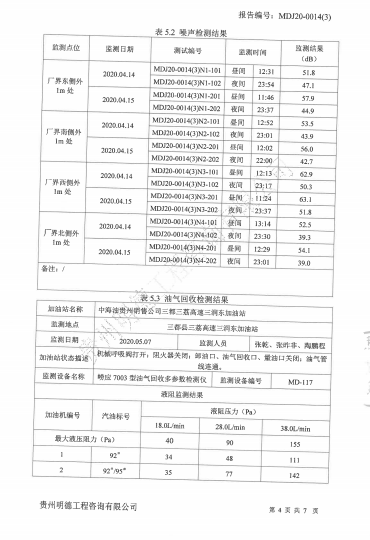 报告编号：MDJ20-0014(3)
表 5.2 噪声检测结果
监测点位 监测日期 测试编号 监测时间 监测结果（dB）
厂界东侧外 1m 处 2020.04.14 MDJ20-0014(3)N1-101 昼间 12:31 51.8
MDJ20-0014(3)N1-102 夜间 23:54 47.1
2020.04.15 MDJ20-0014(3)N1-201 昼间 11:46 57.9
MDJ20-0014(3)N1-202 夜间 23:37 44.9
厂界南侧外 1m 处 2020.04.14 MDJ20-0014(3)N2-101 昼间 12:52 53.5
MDJ20-0014(3)N2-102 夜间 23:01 43.9
2020.04.15 MDJ20-0014(3)N2-201 昼间 12:02 56.0
MDJ20-0014(3)N2-202 夜间 22:00 42.7
厂界西侧外 1m 处 2020.04.14 MDJ20-0014(3)N3-101 昼间 12:13 62.9
MDJ20-0014(3)N3-102 夜间 23:17 50.3
2020.04.15 MDJ20-0014(3)N3-201 昼间 11:24 63.1
MDJ20-0014(3)N3-202 夜间 23:37 51.8
厂界北侧外 1m 处 2020.04.14 MDJ20-0014(3)N4-101 昼间 13:14 52.5
MDJ20-0014(3)N4-102 夜间 23:30 39.3
2020.04.15 MDJ20-0014(3)N4-201 昼间 12:29 54.1
MDJ20-0014(3)N4-202 夜间 23:01 39.0
备注：/
表 5.3 油气回收检测结果
加油站名称 中海油贵州销售公司三都三荔高速三洞东加油站
监测地点 三都县三荔高速三洞东加油站
监测日期 2020.05.07 监测人员 张乾、张祚非、陶鹏程
加油站状态描述 机械呼吸阀打开；阻火器关闭；卸油口、油气回收口、量油口关闭；油气管线连通。
监测设备名称 崂应 7003 型油气回收多参数检测仪 监测设备编号 MD-117
液阻监测结果
加油机编号 汽油标号 液阻压力（Pa）
18.0L/min 28.0L/min 38.0L/min
最大液压阻力（Pa） 40 90 155
1 92# 34 48 111
2 92#/95# 35 77 142
贵州明德工程咨询有限公司 第 4 页 共 7 页